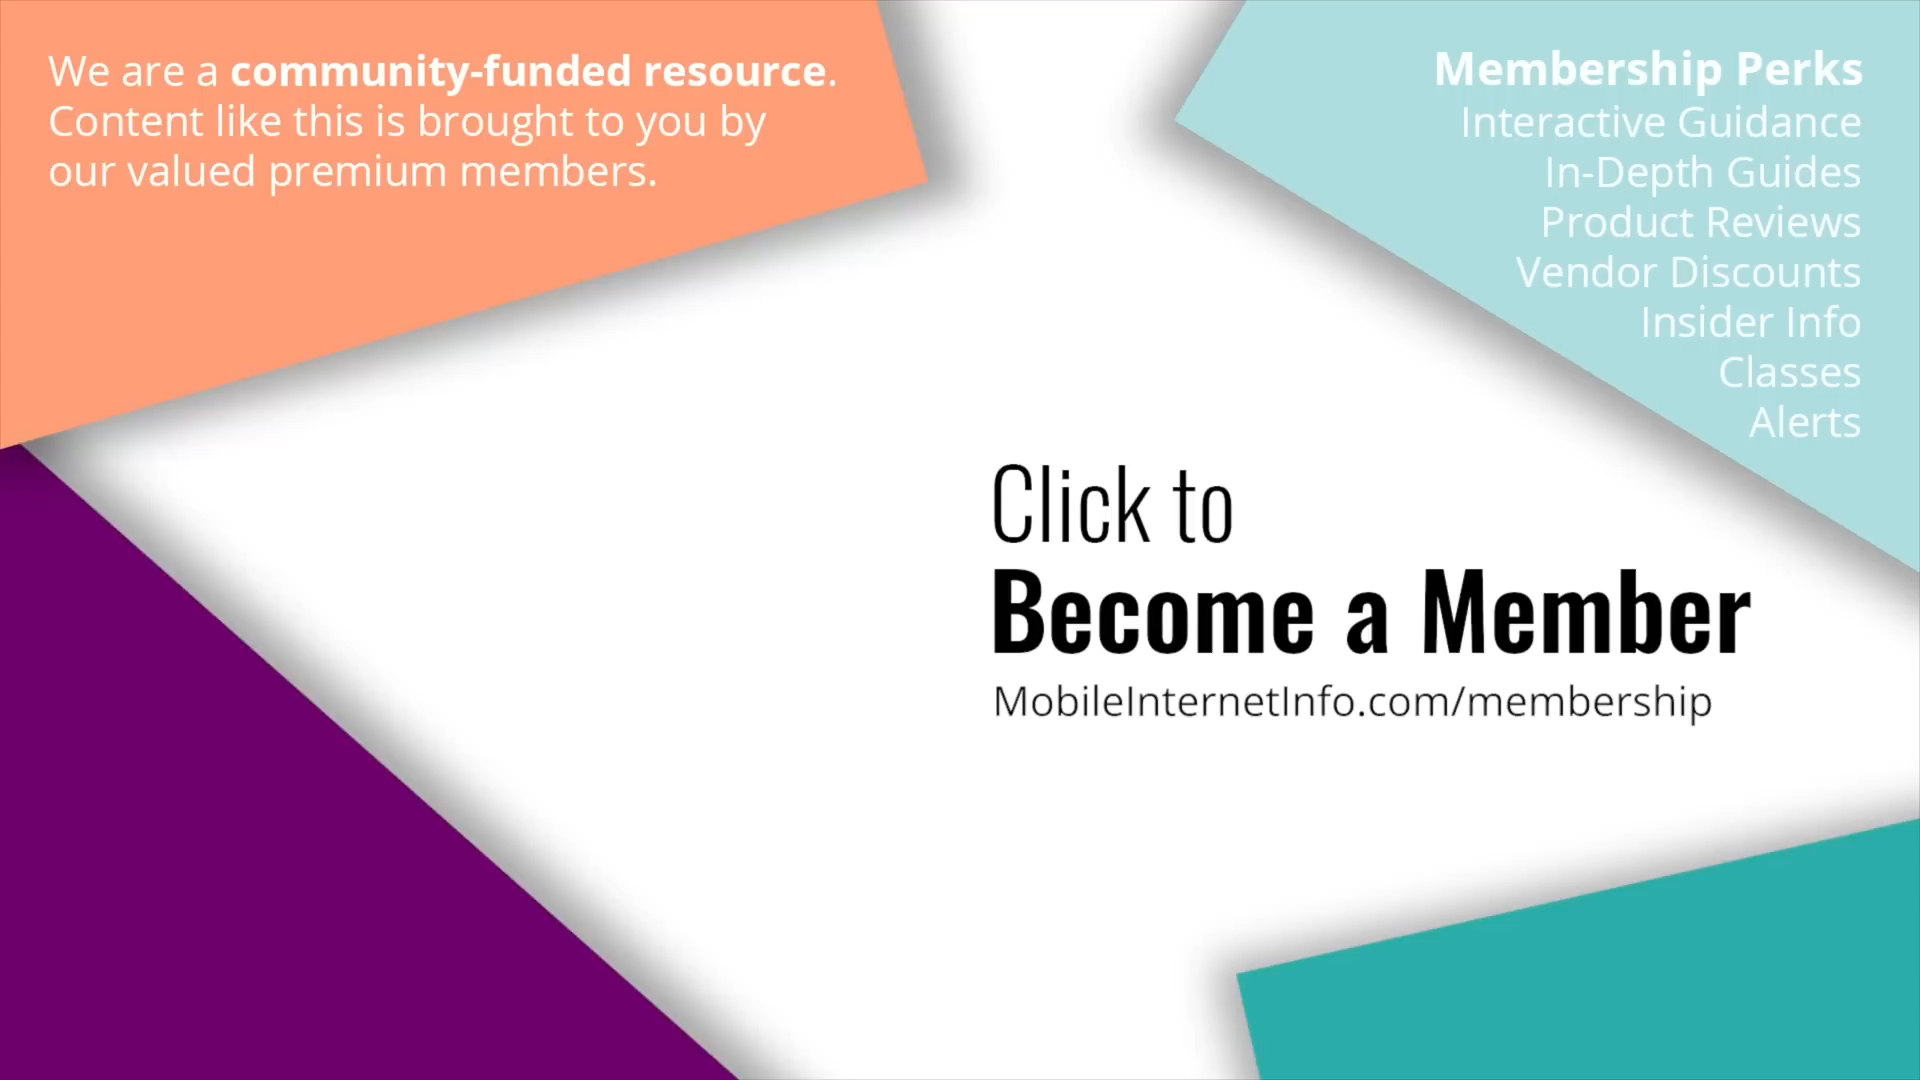 We are a community-funded resource.
Content like this is brought to you by
our valued premium members.
Membership Perks
Interactive Guidance
In-Depth Guides
Product Reviews
Vendor Discounts
Insider Info
Classes
Alerts
Click to
Become a Member
MobileInternetInfo.com/membership